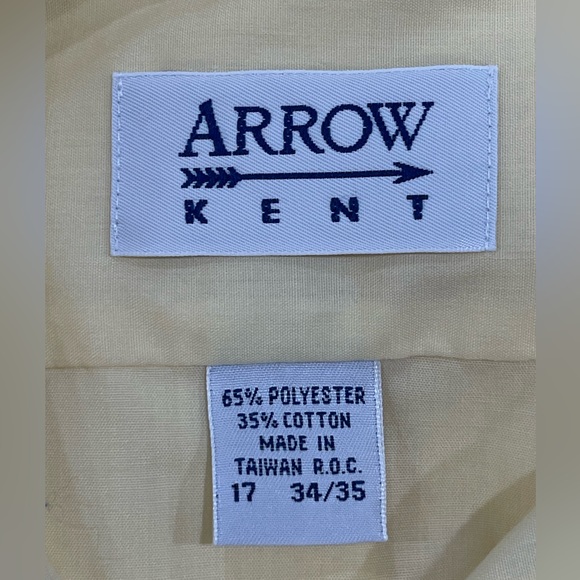 ARROW
KENT
65% POLYESTER
35% COTTON
MADE IN
TAIWAN R.O.C.
17 34/35